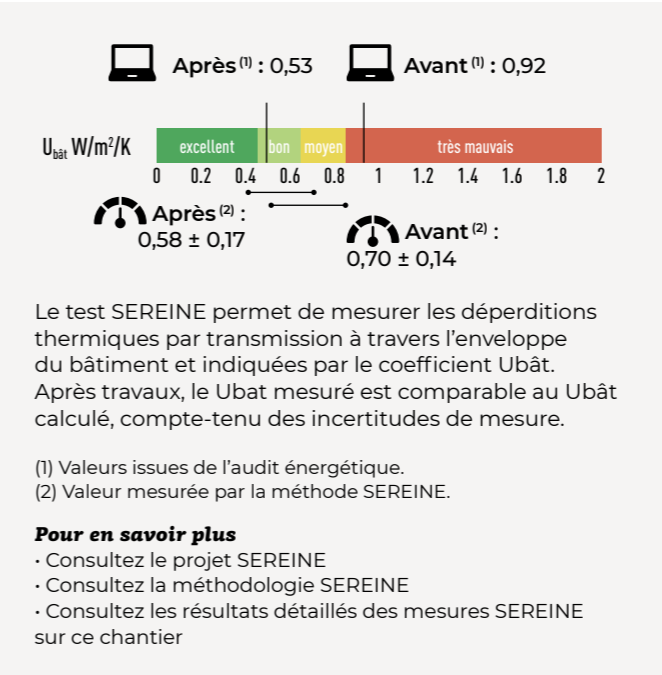 Après (1) : 0,53
Avant (1) : 0,92
Ubât W/m²/K
excellent bon moyen très mauvais
0 0.2 0.4 0.6 0.8 1 1.2 1.4 1.6 1.8 2
Après (2) :
0,58 ± 0,17
Avant (2) :
0,70 ± 0,14
Le test SEREINE permet de mesurer les déperditions
thermiques par transmission à travers l’enveloppe
du bâtiment et indiquées par le coefficient Ubât.
Après travaux, le Ubat mesuré est comparable au Ubât
calculé, compte-tenu des incertitudes de mesure.
(1) Valeurs issues de l’audit énergétique.
(2) Valeur mesurée par la méthode SEREINE.
Pour en savoir plus
• Consultez le projet SEREINE
• Consultez la méthodologie SEREINE
• Consultez les résultats détaillés des mesures SEREINE
sur ce chantier